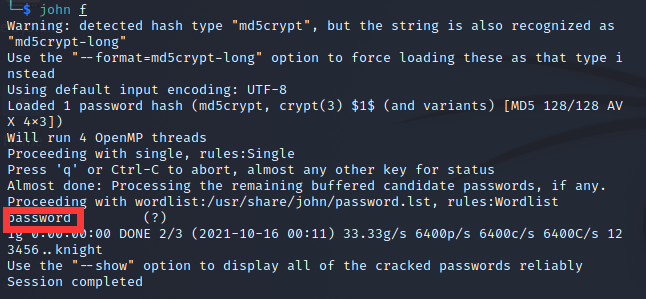 └─$ john f
Warning: detected hash type "md5crypt", but the string is also recognized as
"md5crypt-long"
Use the "--format=md5crypt-long" option to force loading these as that type i
nstead
Using default input encoding: UTF-8
Loaded 1 password hash (md5crypt, crypt(3) $1$ (and variants) [MD5 128/128 AV
X 4×3])
Will run 4 OpenMP threads
Proceeding with single, rules:Single
Press 'q' or Ctrl-C to abort, almost any other key for status
Almost done: Processing the remaining buffered candidate passwords, if any.
Proceeding with wordlist:/usr/share/john/password.lst, rules:Wordlist
password         (?)
1g 0:00:00:00 DONE 2/3 (2021-10-16 00:11) 33.33g/s 6400p/s 6400c/s 6400C/s 12
3456..knight
Use the "--show" option to display all of the cracked passwords reliably
Session completed